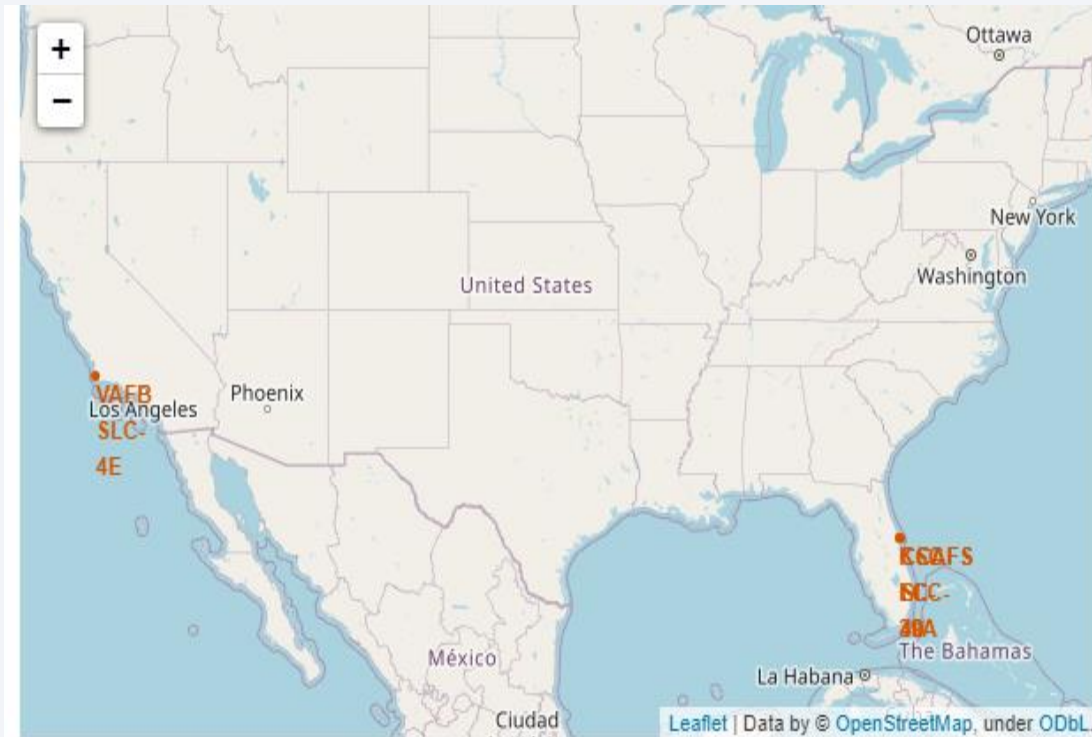 +
−
Ottawa
New York
Washington
United States
Phoenix
VAFB
Los Angeles
SLC-
4E
The Bahamas
México
La Habana
Ciudad
Leaflet | Data by © OpenStreetMap, under ODbL